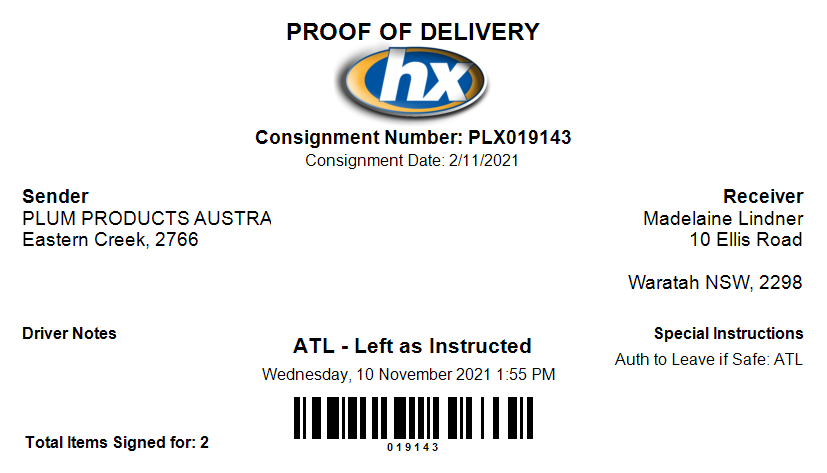 PROOF OF DELIVERY
hx
Consignment Number: PLX019143
Consignment Date: 2/11/2021
Sender
PLUM PRODUCTS AUSTRA
Eastern Creek, 2766
Receiver
Madelaine Lindner
10 Ellis Road
Waratah NSW, 2298
Driver Notes
ATL - Left as Instructed
Wednesday, 10 November 2021 1:55 PM
Special Instructions
Auth to Leave if Safe: ATL
019143
Total Items Signed for: 2